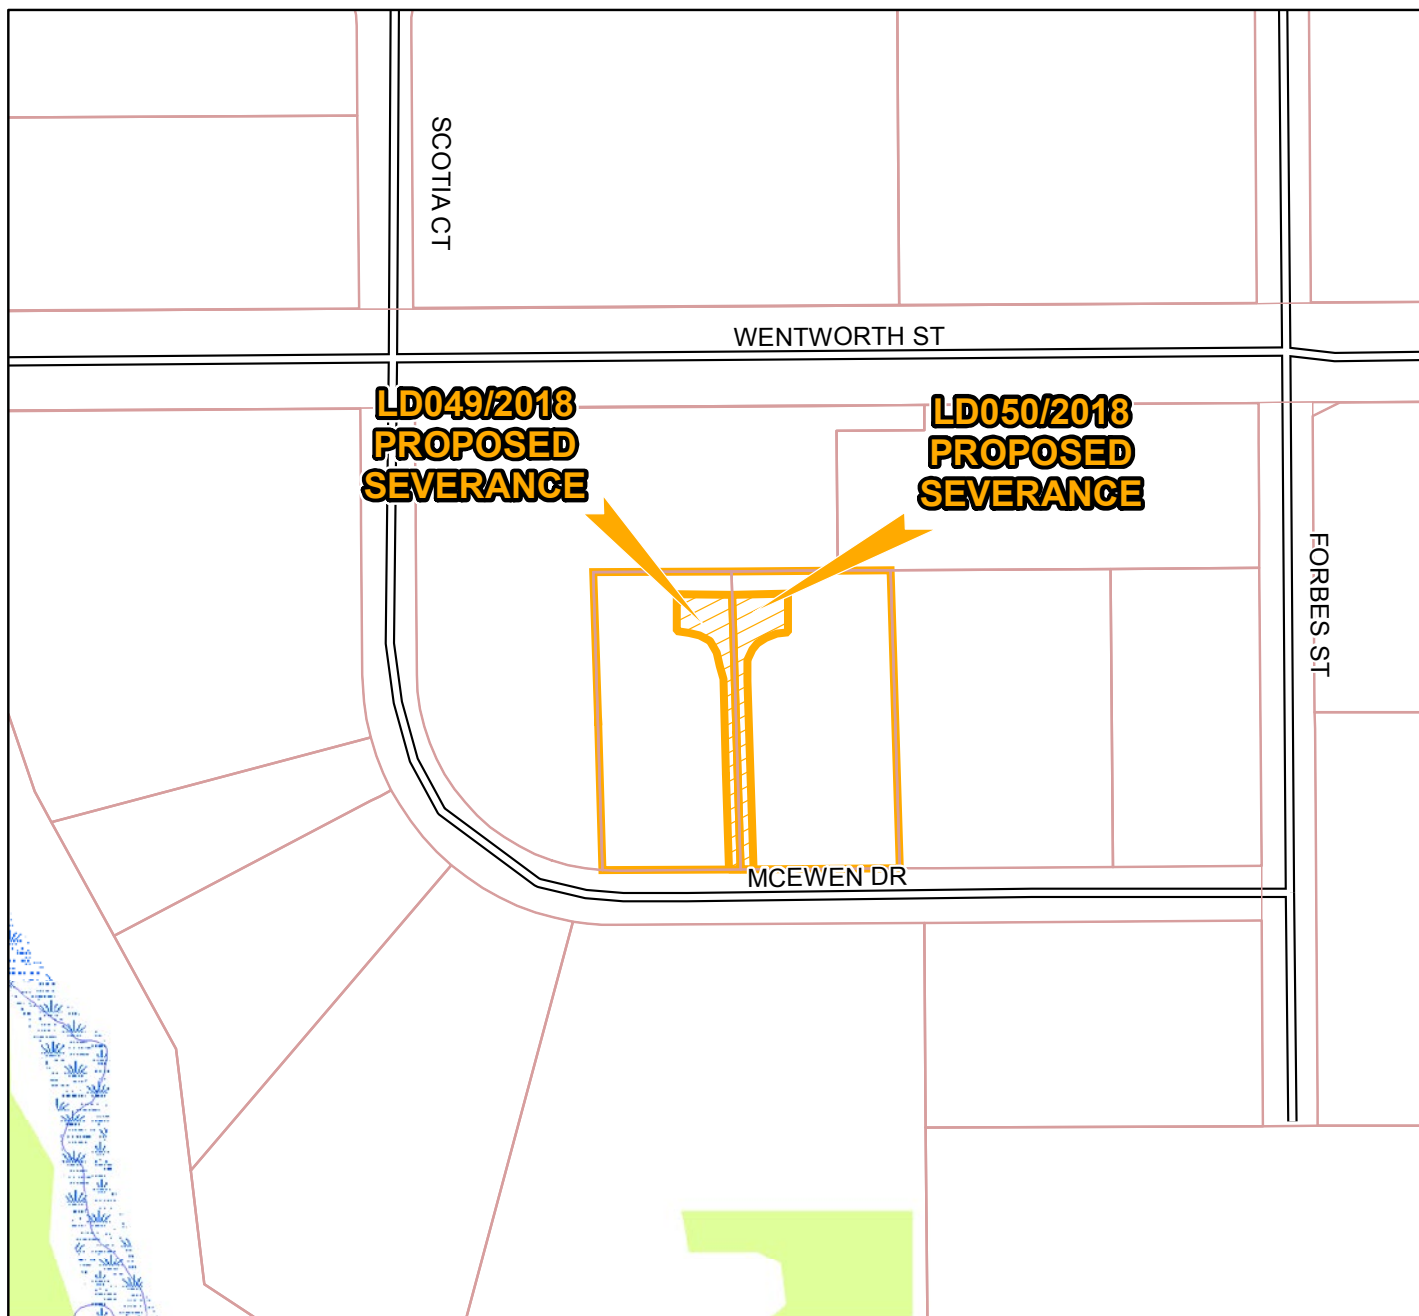 SCOTIA CT
WENTWORTH ST
LD049/2018
PROPOSED
SEVERANCE
LD050/2018
PROPOSED
SEVERANCE
FORBES ST
MCEWEN DR